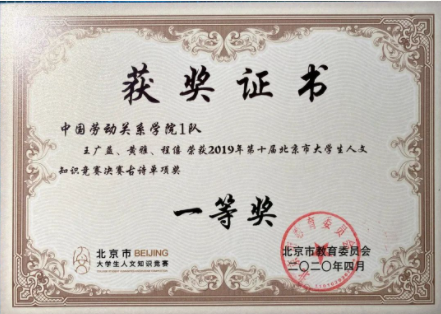 获奖证书
中国劳动关系学院1队
王广益、黄雅、程偉 荣获2019年第十届北京市大学生人文
知识竞赛决赛古诗单项奖
一等奖
北京市 BEIJING
大学生人文知识竞赛
北京市教育委员会
二〇二〇年四月